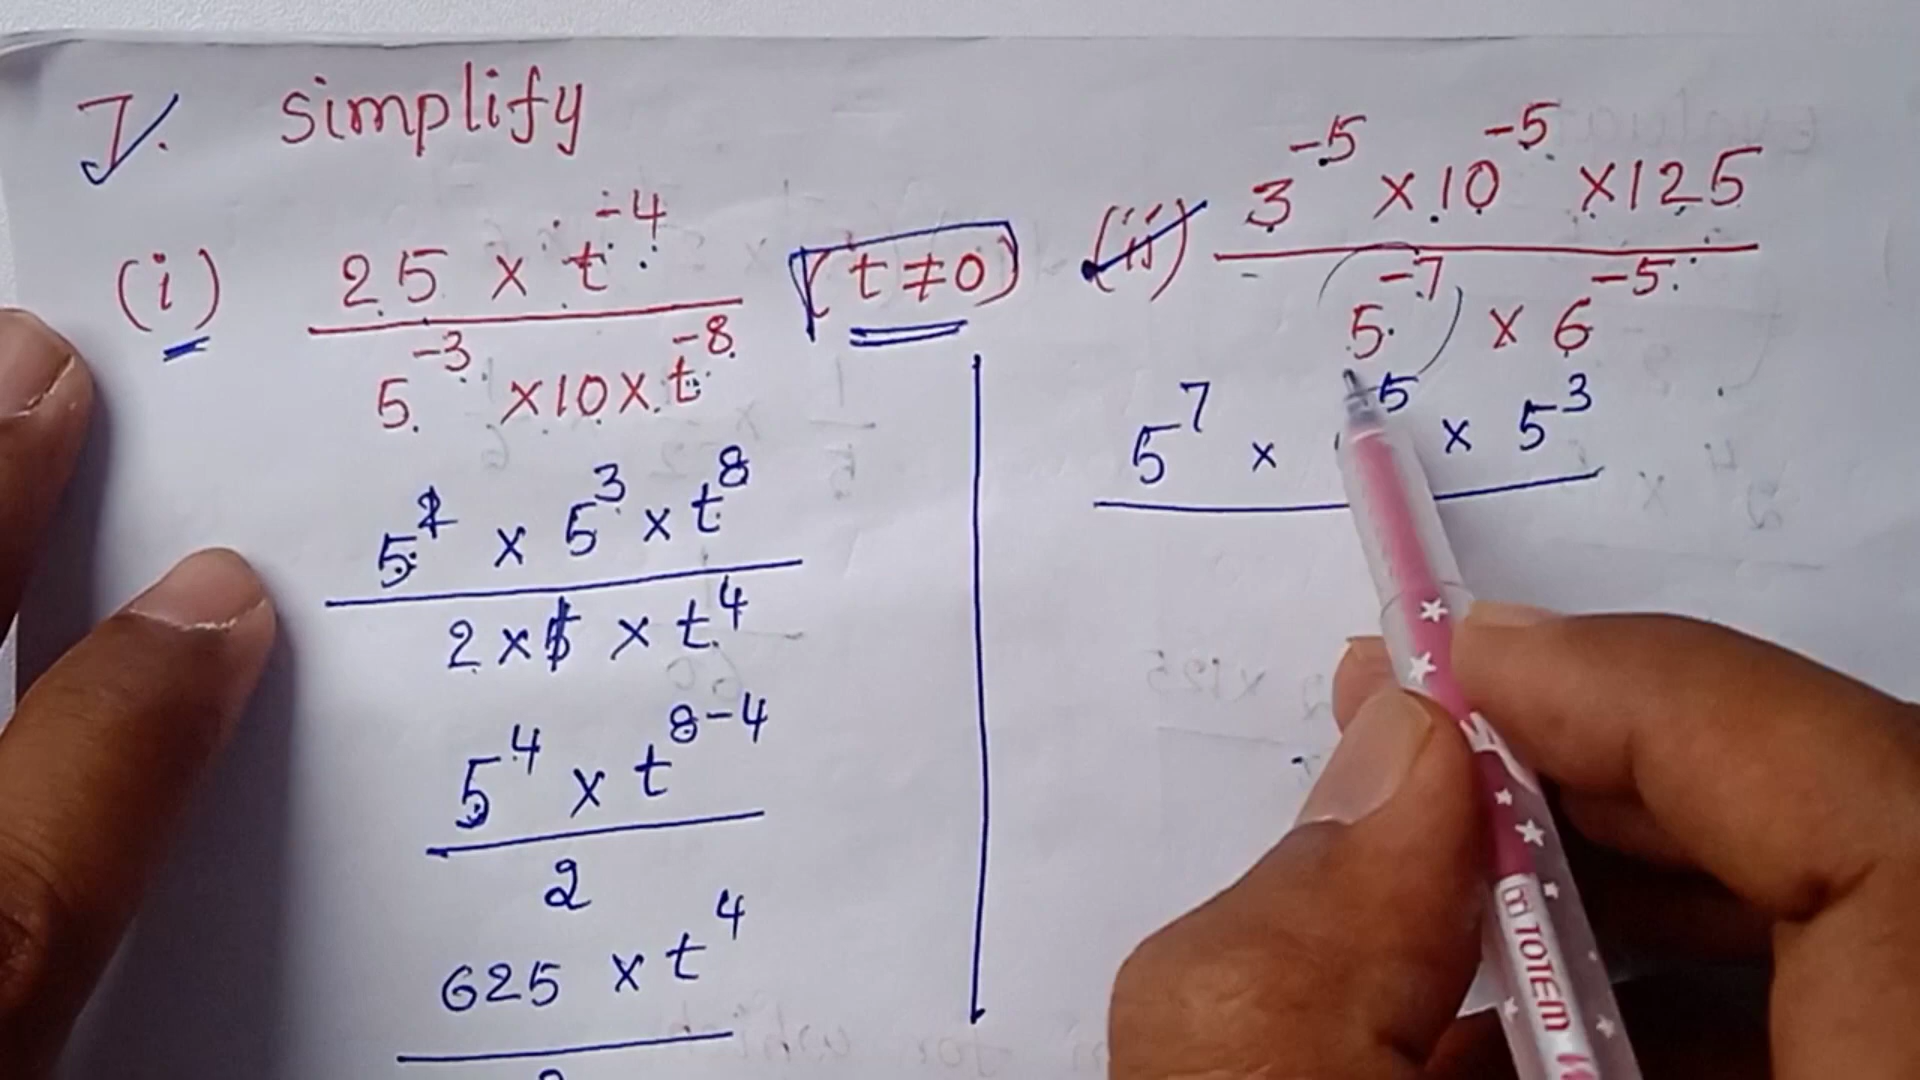 V. Simplify
(i) 25 × t^-4 (t ≠ 0)
5^-3 × 10 × t^-8
5^2 × 5^3 × t^8
2 × 5 × t^4
5^4 × t^8-4
2
625 × t^4
(ii) 3^-5 × 10^-5 × 125
5^-7 × 6^-5
5^7 × ^5 × 5^3
TOTEM